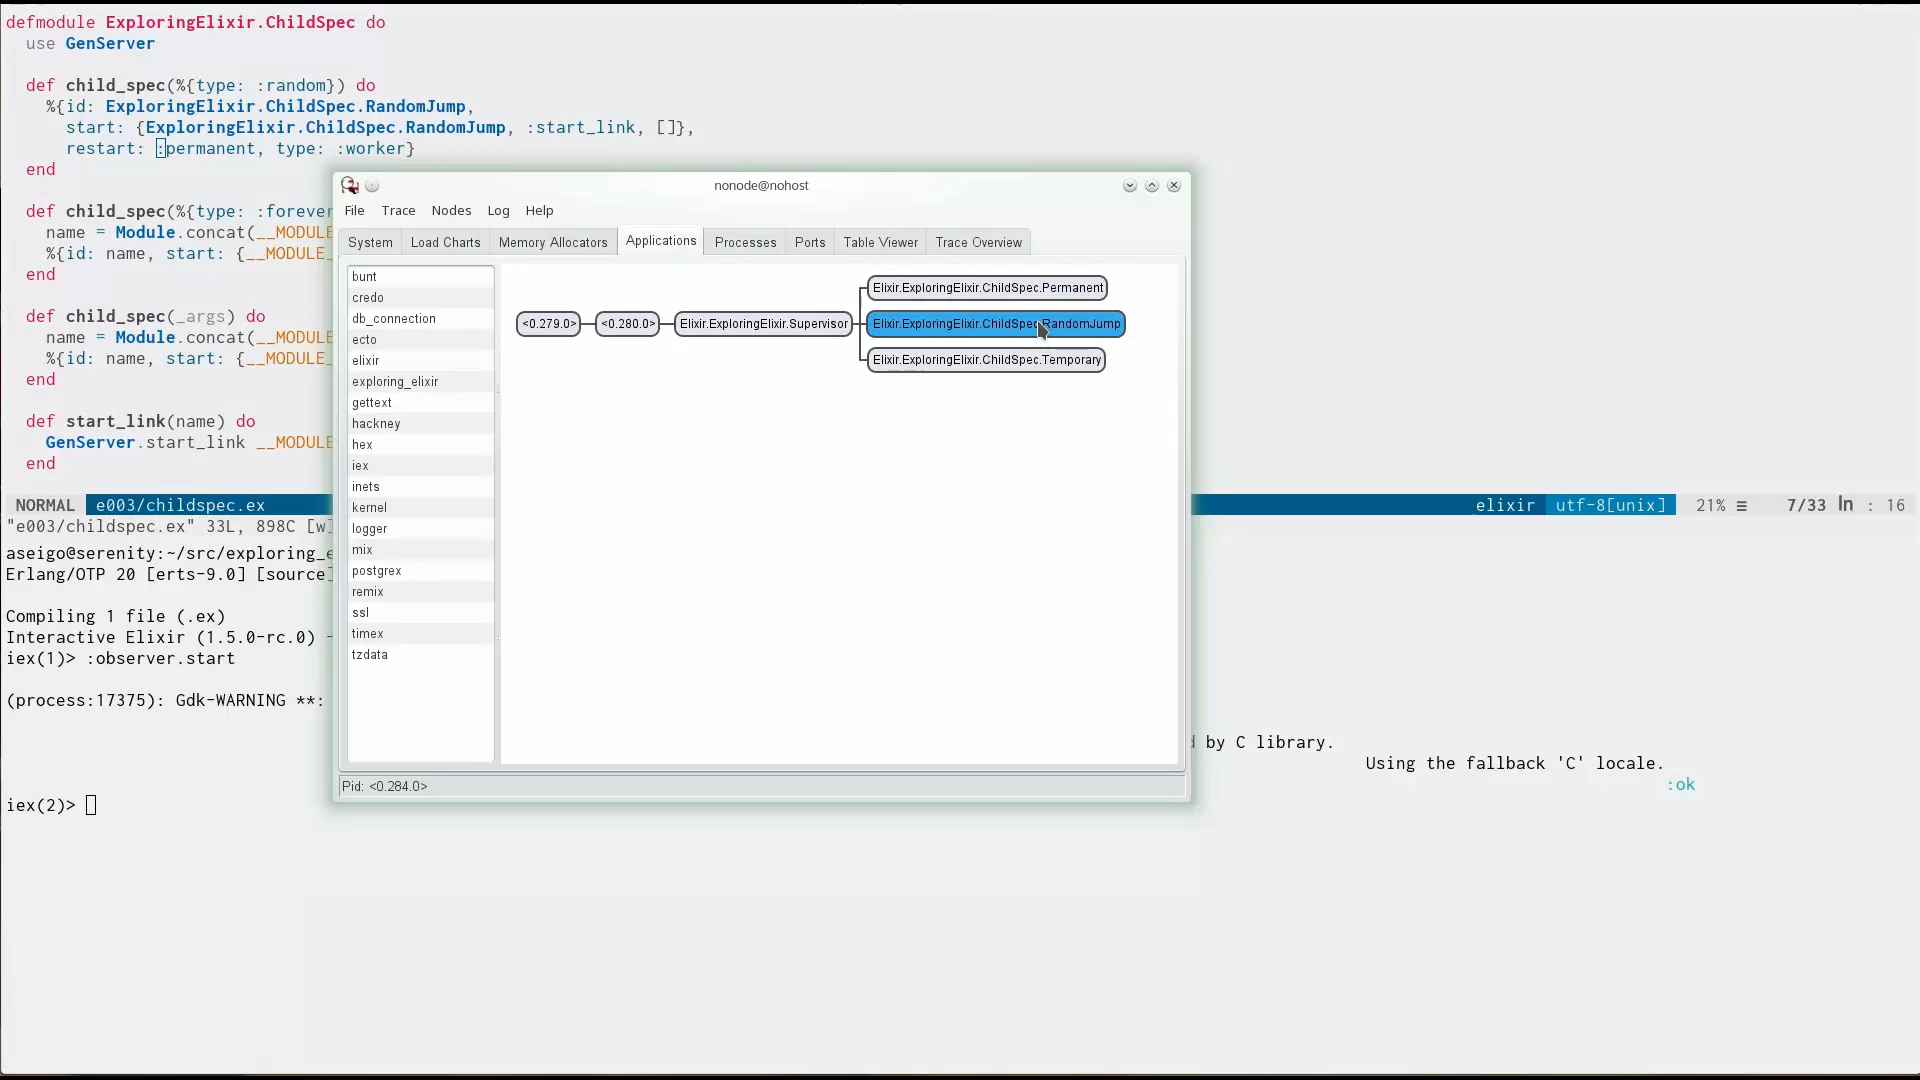 defmodule ExploringElixir.ChildSpec do
use GenServer
def child_spec(%{type: :random}) do
%{id: ExploringElixir.ChildSpec.RandomJump,
start: {ExploringElixir.ChildSpec.RandomJump, :start_link, []},
restart: :permanent, type: :worker}
end
def child_spec(%{type: :forever
name = Module.concat(__MODULE
%{id: name, start: {__MODULE_
end
def child_spec(_args) do
name = Module.concat(__MODULE
%{id: name, start: {__MODULE_
end
def start_link(name) do
GenServer.start_link __MODULE
end
NORMAL e003/childspec.ex elixir utf-8[unix] 21% ≡ 7/33 ln : 16
"e003/childspec.ex" 33L, 898C [w]
aseigo@serenity:~/src/exploring_e
Erlang/OTP 20 [erts-9.0] [source]
Compiling 1 file (.ex)
Interactive Elixir (1.5.0-rc.0) -
iex(1)> :observer.start
(process:17375): Gdk-WARNING **:
by C library.
Using the fallback 'C' locale.
:ok
iex(2)>
nonode@nohost
File Trace Nodes Log Help
System Load Charts Memory Allocators Applications Processes Ports Table Viewer Trace Overview
bunt
credo
db_connection
ecto
elixir
exploring_elixir
gettext
hackney
hex
iex
inets
kernel
logger
mix
postgrex
remix
ssl
timex
tzdata
Elixir.ExploringElixir.ChildSpec.Permanent
<0.279.0> <0.280.0> Elixir.ExploringElixir.Supervisor Elixir.ExploringElixir.ChildSpec.RandomJump
Elixir.ExploringElixir.ChildSpec.Temporary
Pid: <0.284.0>